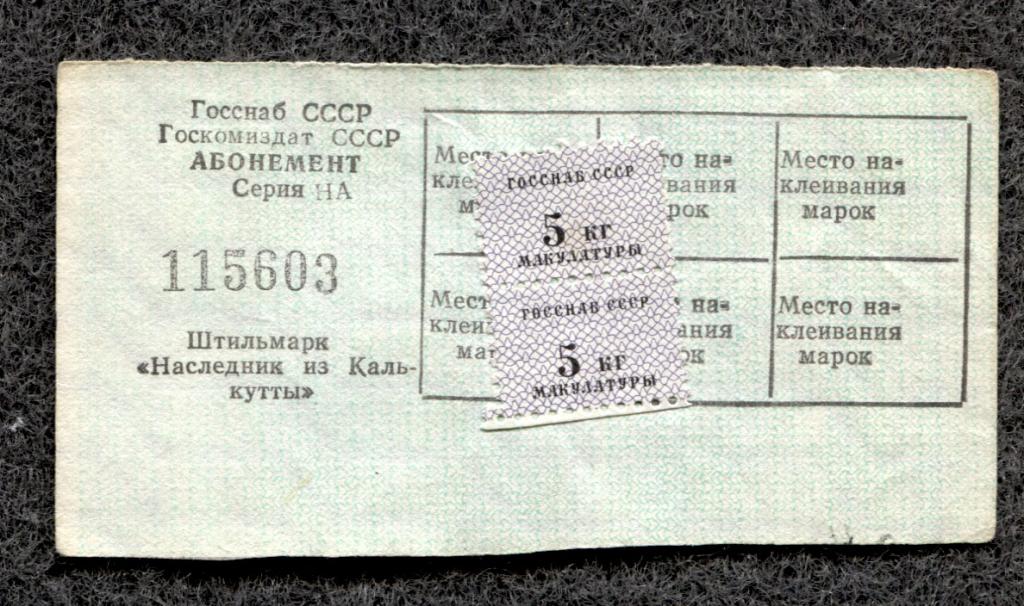 Госснаб СССР
Госкомиздат СССР
АБОНЕМЕНТ
Серия НА
115603
Штильмарк
«Наследник из Каль-
кутты»
ГОССНАБ СССР
5 КГ
МАКУЛАТУРЫ
ГОССНАБ СССР
5 КГ
МАКУЛАТУРЫ
Место на-
клеивания
марок
Место на-
клеивания
марок